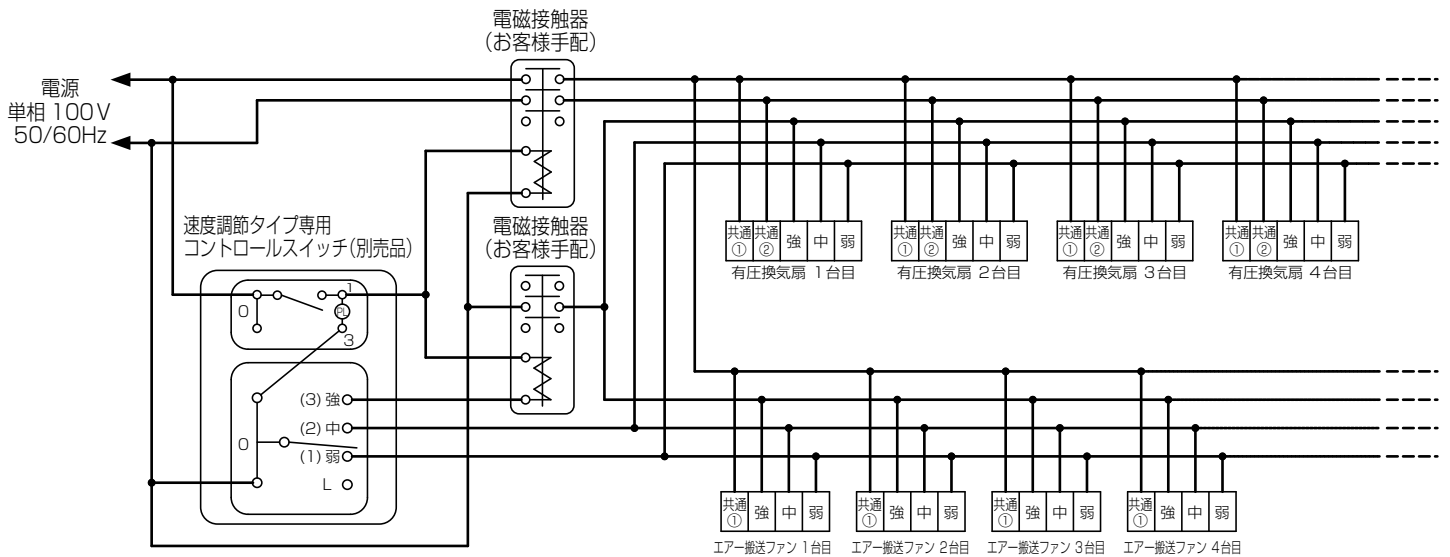 電磁接触器
(お客様手配)
電源
単相 100V
50/60Hz
速度調節タイプ専用
コントロールスイッチ(別売品)
電磁接触器
(お客様手配)
共通① 共通② 強 中 弱
有圧換気扇 1台目
共通① 共通② 強 中 弱
有圧換気扇 2台目
共通① 共通② 強 中 弱
有圧換気扇 3台目
共通① 共通② 強 中 弱
有圧換気扇 4台目
1
0
PL
3
(3) 強
(2) 中
0
(1) 弱
L
共通① 強 中 弱
エアー搬送ファン 1台目
共通① 強 中 弱
エアー搬送ファン 2台目
共通① 強 中 弱
エアー搬送ファン 3台目
共通① 強 中 弱
エアー搬送ファン 4台目